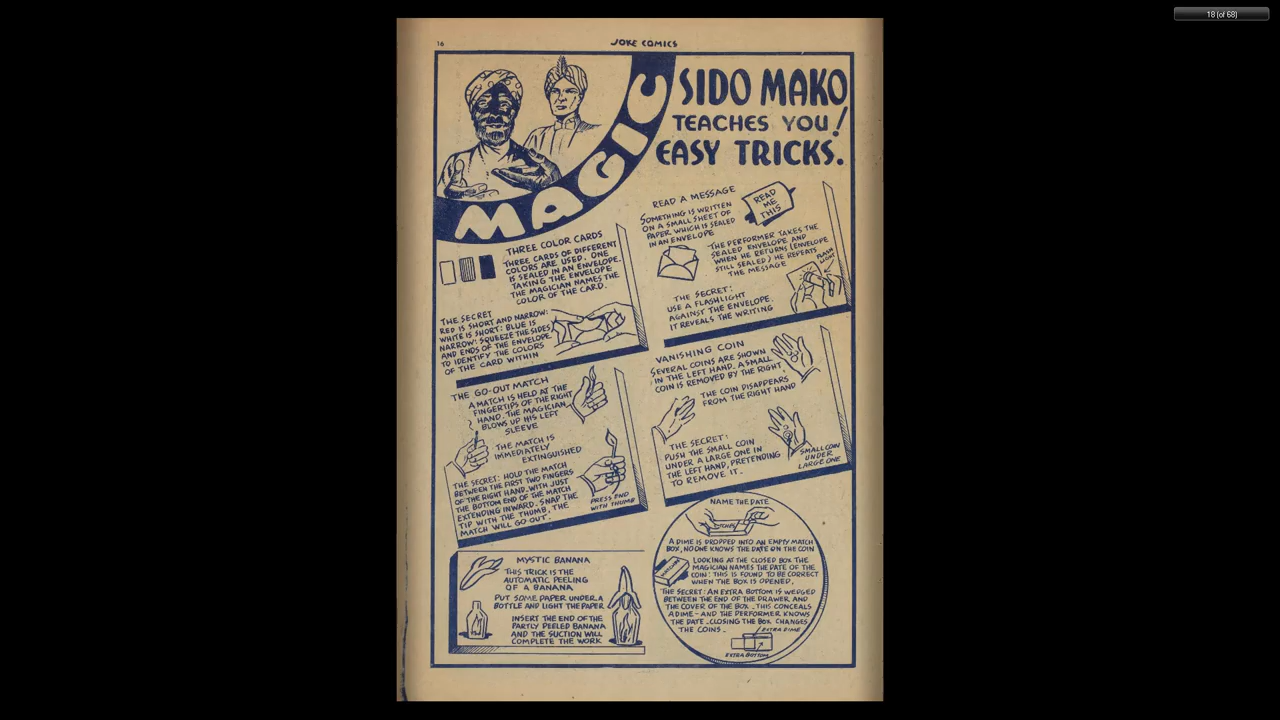 18 (of 68)
16
JOKE COMICS
MAGIC
SIDO MAKO
TEACHES YOU!
EASY TRICKS.
THREE COLOR CARDS
THREE CARDS OF DIFFERENT
COLORS ARE USED. ONE
IS SEALED IN AN ENVELOPE.
TAKING THE ENVELOPE
THE MAGICIAN NAMES THE
COLOR OF THE CARD.
THE SECRET
RED IS SHORT AND NARROW:
WHITE IS SHORT: BLUE IS
NARROW: SQUEEZE THE SIDES
AND ENDS OF THE ENVELOPE
TO IDENTIFY THE COLORS
OF THE CARD WITHIN
READ A MESSAGE
SOMETHING IS WRITTEN
ON A SMALL SHEET OF
PAPER, WHICH IS SEALED
IN AN ENVELOPE
READ
ME
THIS
THE PERFORMER TAKES THE
SEALED ENVELOPE AND
WHEN HE RETURNS (ENVELOPE
STILL SEALED) HE REPEATS
THE MESSAGE
FLASH
LIGHT
THE SECRET:
USE A FLASHLIGHT
AGAINST THE ENVELOPE.
IT REVEALS THE WRITING
THE GO-OUT MATCH
A MATCH IS HELD AT THE
FINGERTIPS OF THE RIGHT
HAND. THE MAGICIAN
BLOWS UP HIS LEFT
SLEEVE
THE MATCH IS
IMMEDIATELY
EXTINGUISHED
THE SECRET: HOLD THE MATCH
BETWEEN THE FIRST TWO FINGERS
OF THE RIGHT HAND. WITH JUST
THE BOTTOM END OF THE MATCH
EXTENDING INWARD. SNAP THE
TIP WITH THE THUMB, THE
MATCH WILL GO OUT.
PRESS END
WITH THUMB
VANISHING COIN
SEVERAL COINS ARE SHOWN
IN THE LEFT HAND. A SMALL
COIN IS REMOVED BY THE RIGHT
THE COIN DISAPPEARS
FROM THE RIGHT HAND
THE SECRET:
PUSH THE SMALL COIN
UNDER A LARGE ONE IN
THE LEFT HAND, PRETENDING
TO REMOVE IT.
SMALL COIN
UNDER
LARGE ONE
MYSTIC BANANA
THIS TRICK IS THE
AUTOMATIC PEELING
OF A BANANA
PUT SOME PAPER UNDER A
BOTTLE AND LIGHT THE PAPER
INSERT THE END OF THE
PARTLY PEELED BANANA
AND THE SUCTION WILL
COMPLETE THE WORK
NAME THE DATE
A DIME IS DROPPED INTO AN EMPTY MATCH
BOX, NO ONE KNOWS THE DATE ON THE COIN
LOOKING AT THE CLOSED BOX THE
MAGICIAN NAMES THE DATE OF THE
COIN: THIS IS FOUND TO BE CORRECT
WHEN THE BOX IS OPENED.
THE SECRET: AN EXTRA BOTTOM IS WEDGED
BETWEEN THE END OF THE DRAWER AND
THE COVER OF THE BOX. THIS CONCEALS
A DIME - AND THE PERFORMER KNOWS
THE DATE. CLOSING THE BOX CHANGES
THE COINS.
EXTRA DIME
EXTRA BOTTOM